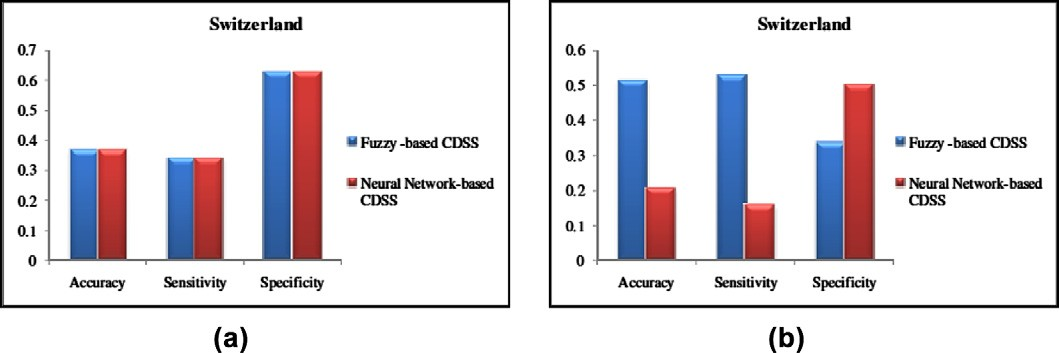 Switzerland
0.7
0.6
0.5
0.4
0.3
0.2
0.1
0
Accuracy Sensitivity Specificity
Fuzzy -based CDSS
Neural Network-based
CDSS
(a)
Switzerland
0.6
0.5
0.4
0.3
0.2
0.1
0
Accuracy Sensitivity Specificity
Fuzzy -based CDSS
Neural Network-based
CDSS
(b)